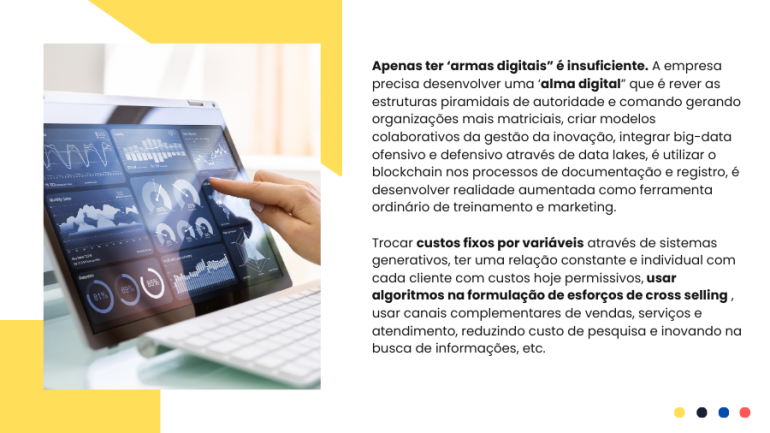 Apenas ter ‘armas digitais” é insuficiente. A empresa
precisa desenvolver uma ‘alma digital” que é rever as
estruturas piramidais de autoridade e comando gerando
organizações mais matriciais, criar modelos
colaborativos da gestão da inovação, integrar big-data
ofensivo e defensivo através de data lakes, é utilizar o
blockchain nos processos de documentação e registro, é
desenvolver realidade aumentada como ferramenta
ordinário de treinamento e marketing.
Trocar custos fixos por variáveis através de sistemas
generativos, ter uma relação constante e individual com
cada cliente com custos hoje permissivos, usar
algoritmos na formulação de esforços de cross selling ,
usar canais complementares de vendas, serviços e
atendimento, reduzindo custo de pesquisa e inovando na
busca de informações, etc.
81%
65%
85%